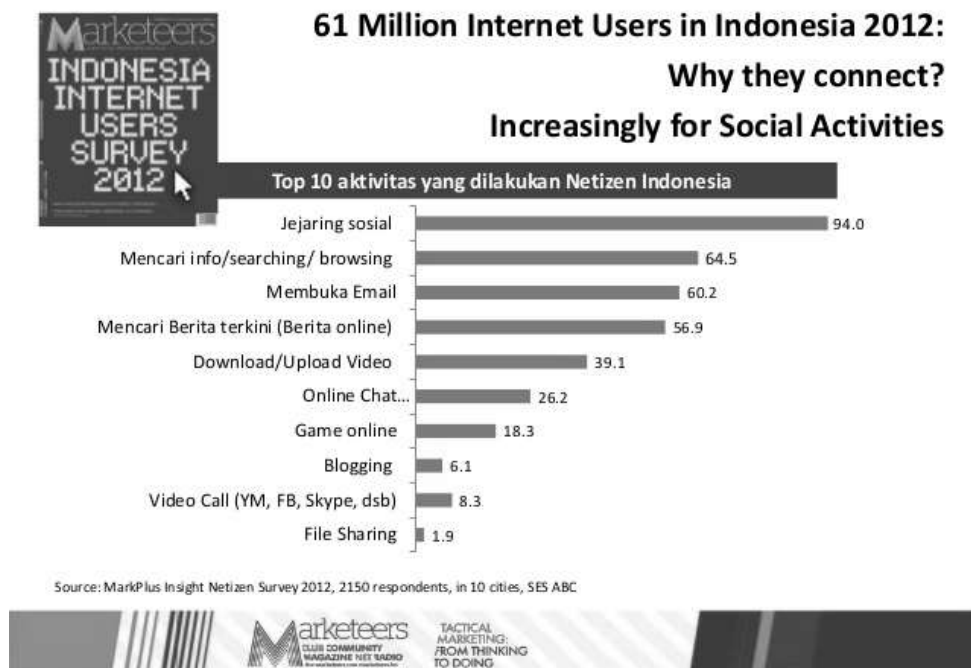 Marketeers
INDONESIA
INTERNET
USERS
SURVEY
2012
61 Million Internet Users in Indonesia 2012:
Why they connect?
Increasingly for Social Activities
Top 10 aktivitas yang dilakukan Netizen Indonesia
Jejaring sosial 94.0
Mencari info/searching/ browsing 64.5
Membuka Email 60.2
Mencari Berita terkini (Berita online) 56.9
Download/Upload Video 39.1
Online Chat... 26.2
Game online 18.3
Blogging 6.1
Video Call (YM, FB, Skype, dsb) 8.3
File Sharing 1.9
Source: MarkPlus Insight Netizen Survey 2012, 2150 respondents, in 10 cities, SES ABC
Marketeers
CLUB COMMUNITY
MAGAZINE NET RADIO
TACTICAL
MARKETING:
FROM THINKING
TO DOING